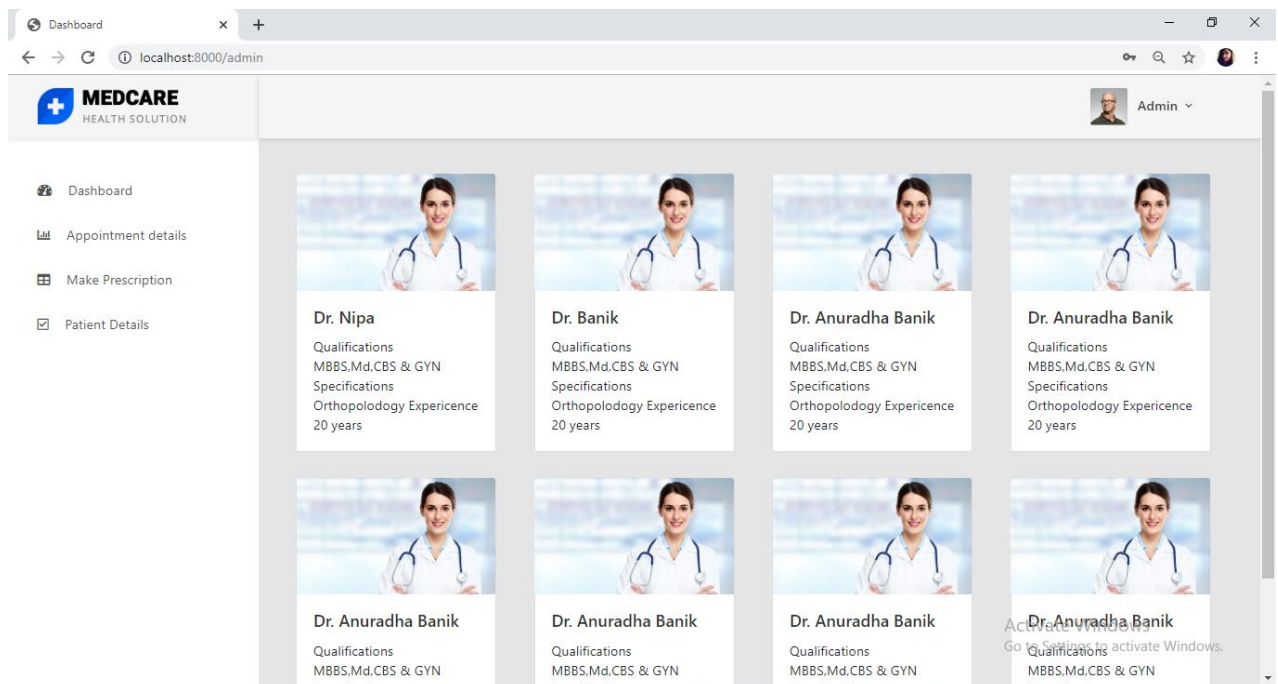 Dashboard
localhost:8000/admin
MEDCARE
HEALTH SOLUTION
Admin
Dashboard
Appointment details
Make Prescription
Patient Details
Dr. Nipa
Qualifications
MBBS,Md,CBS & GYN
Specifications
Orthopolodogy Expericence
20 years
Dr. Banik
Qualifications
MBBS,Md,CBS & GYN
Specifications
Orthopolodogy Expericence
20 years
Dr. Anuradha Banik
Qualifications
MBBS,Md,CBS & GYN
Specifications
Orthopolodogy Expericence
20 years
Dr. Anuradha Banik
Qualifications
MBBS,Md,CBS & GYN
Specifications
Orthopolodogy Expericence
20 years
Dr. Anuradha Banik
Qualifications
MBBS,Md,CBS & GYN
Dr. Anuradha Banik
Qualifications
MBBS,Md,CBS & GYN
Dr. Anuradha Banik
Qualifications
MBBS,Md,CBS & GYN
Dr. Anuradha Banik
Qualifications
MBBS,Md,CBS & GYN
Activate Windows
Go to Settings to activate Windows.